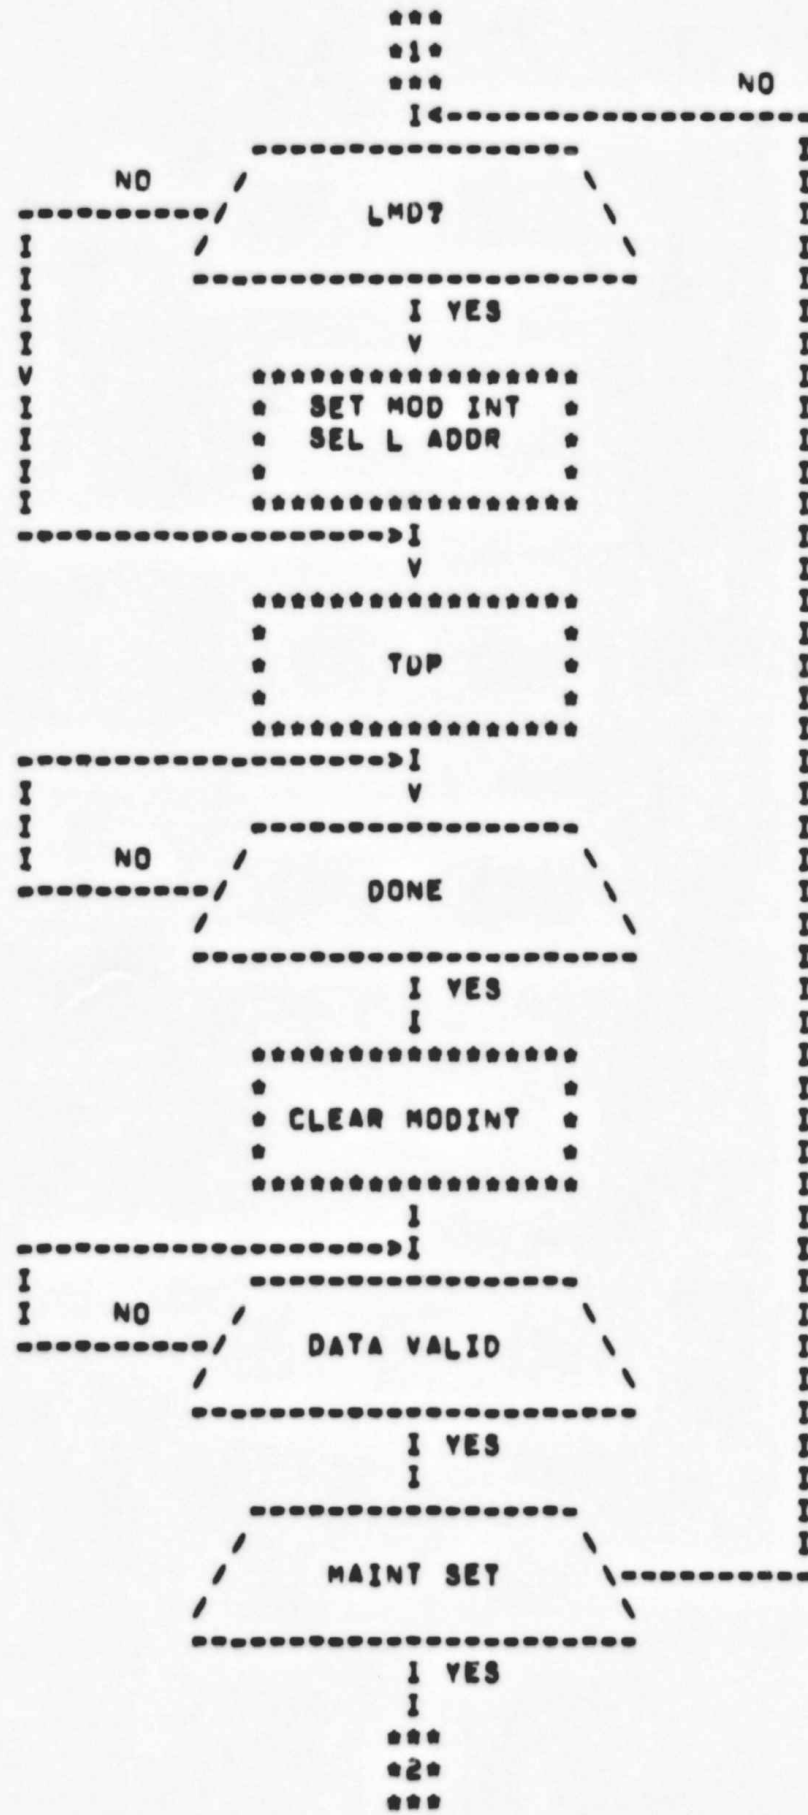 ***
*1*
***
NO
I<-------------------
NO
LMD?
I YES
V
*****************
* SET MOD INT *
* SEL L ADDR *
* *
*****************
-------------------->I
V
*****************
* *
* TOP *
* *
*****************
-------------------->I
V
NO
DONE
I YES
I
*****************
* *
* CLEAR MODINT *
* *
*****************
I
-------------------->I
NO
DATA VALID
I YES
I
MAINT SET
I YES
I
***
*2*
***